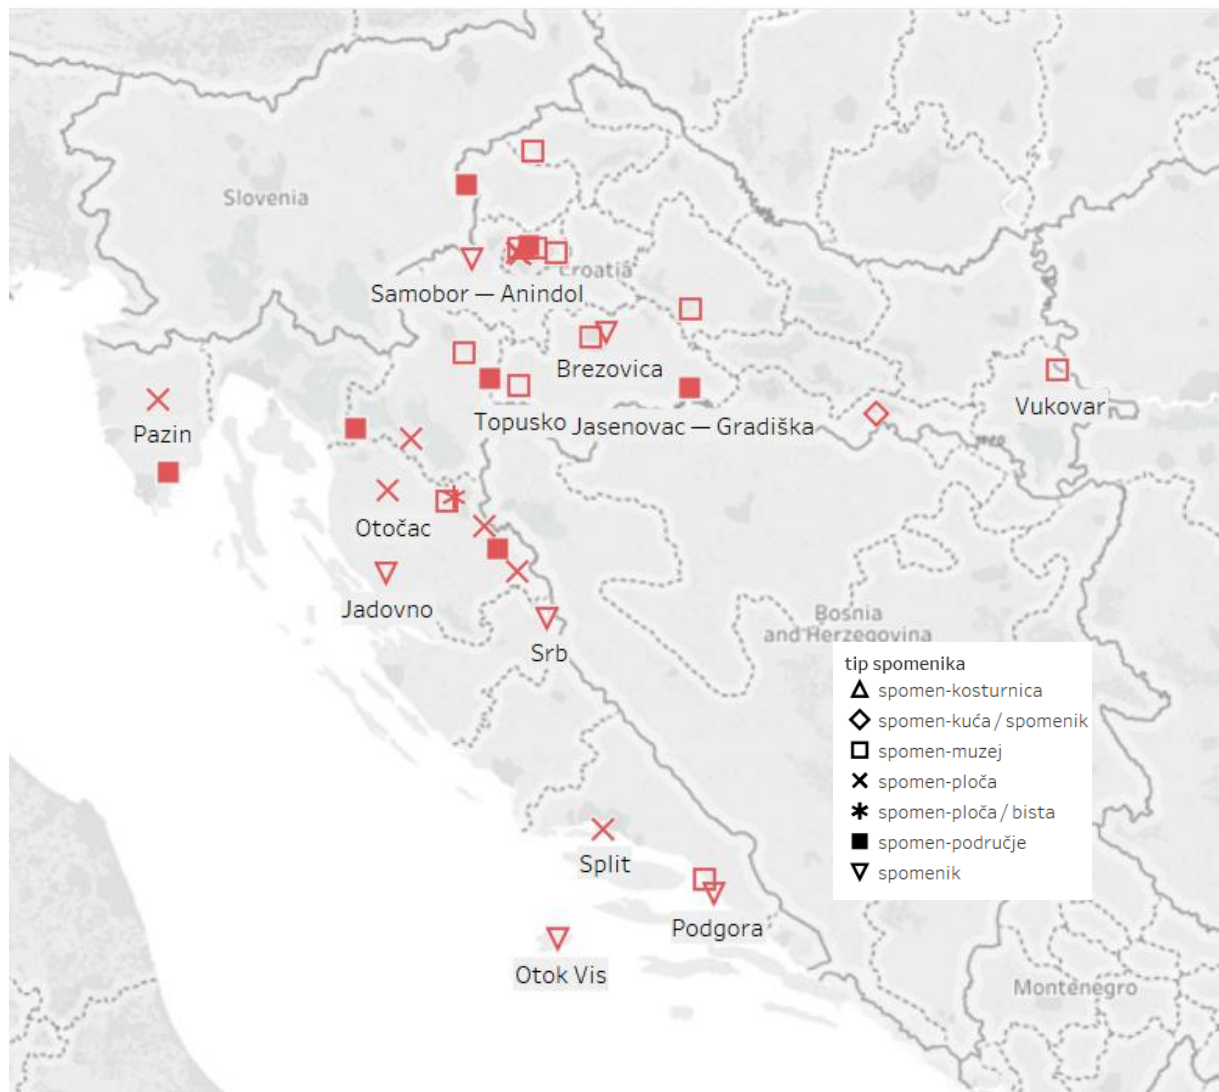 Slovenia
Croatia
Samobor — Anindol
Brezovica
Vukovar
Topusko
Jasenovac — Gradiška
Pazin
Otočac
Jadovno
Bosnia
and Herzegovina
Srb
tip spomenika
spomen-kosturnica
spomen-kuća / spomenik
spomen-muzej
spomen-ploča
spomen-ploča / bista
spomen-područje
spomenik
Split
Podgora
Otok Vis
Montenegro